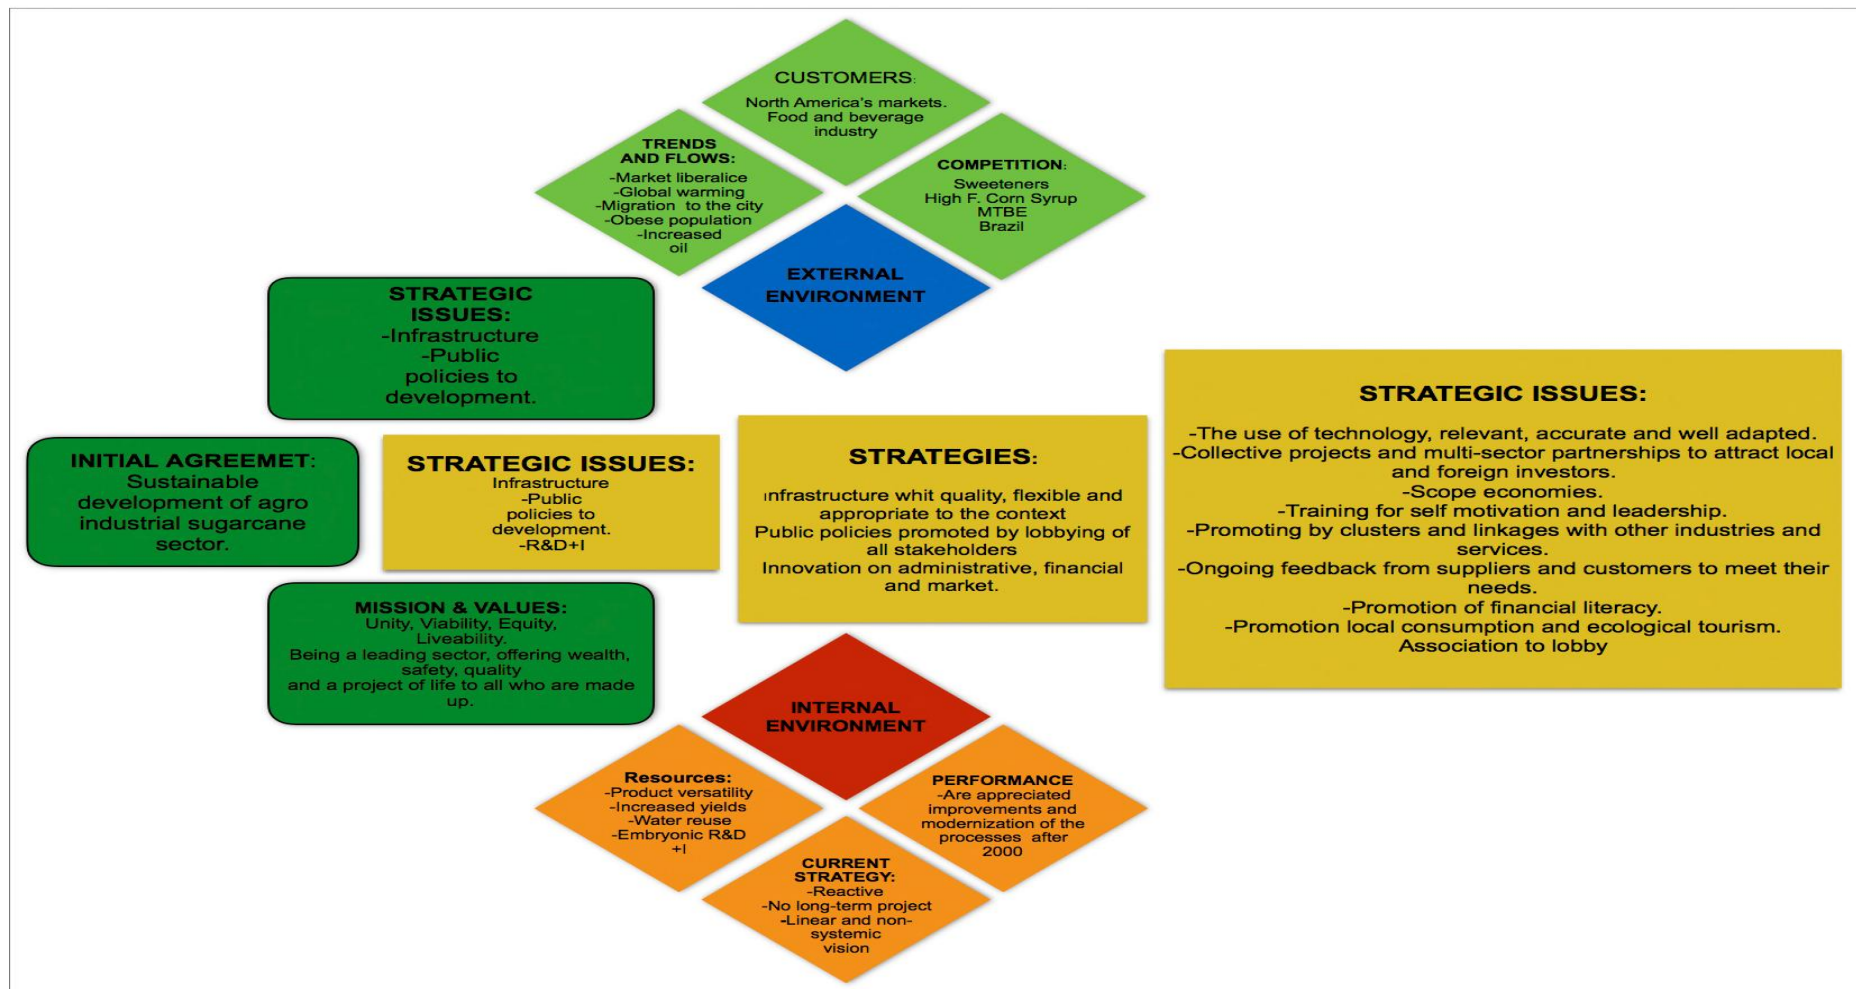 CUSTOMERS:
North America's markets.
Food and beverage
industry
TRENDS
AND FLOWS:
-Market liberalice
-Global warming
-Migration to the city
-Obese population
-Increased
oil
COMPETITION:
Sweeteners
High F. Corn Syrup
MTBE
Brazil
EXTERNAL
ENVIRONMENT
STRATEGIC
ISSUES:
-Infrastructure
-Public
policies to
development.
INITIAL AGREEMET:
Sustainable
development of agro
industrial sugarcane
sector.
STRATEGIC ISSUES:
Infrastructure
-Public
policies to
development.
-R&D+I
MISSION & VALUES:
Unity, Viability, Equity,
Liveability.
Being a leading sector, offering wealth,
safety, quality
and a project of life to all who are made
up.
STRATEGIES:
Infrastructure whit quality, flexible and
appropriate to the context
Public policies promoted by lobbying of
all stakeholders
Innovation on administrative, financial
and market.
STRATEGIC ISSUES:
-The use of technology, relevant, accurate and well adapted.
-Collective projects and multi-sector partnerships to attract local
and foreign investors.
-Scope economies.
-Training for self motivation and leadership.
-Promoting by clusters and linkages with other industries and
services.
-Ongoing feedback from suppliers and customers to meet their
needs.
-Promotion of financial literacy.
-Promotion local consumption and ecological tourism.
Association to lobby
INTERNAL
ENVIRONMENT
Resources:
-Product versatility
-Increased yields
-Water reuse
-Embryonic R&D
+I
PERFORMANCE
-Are appreciated
improvements and
modernization of the
processes after
2000
CURRENT
STRATEGY:
-Reactive
-No long-term project
-Linear and non-
systemic
vision